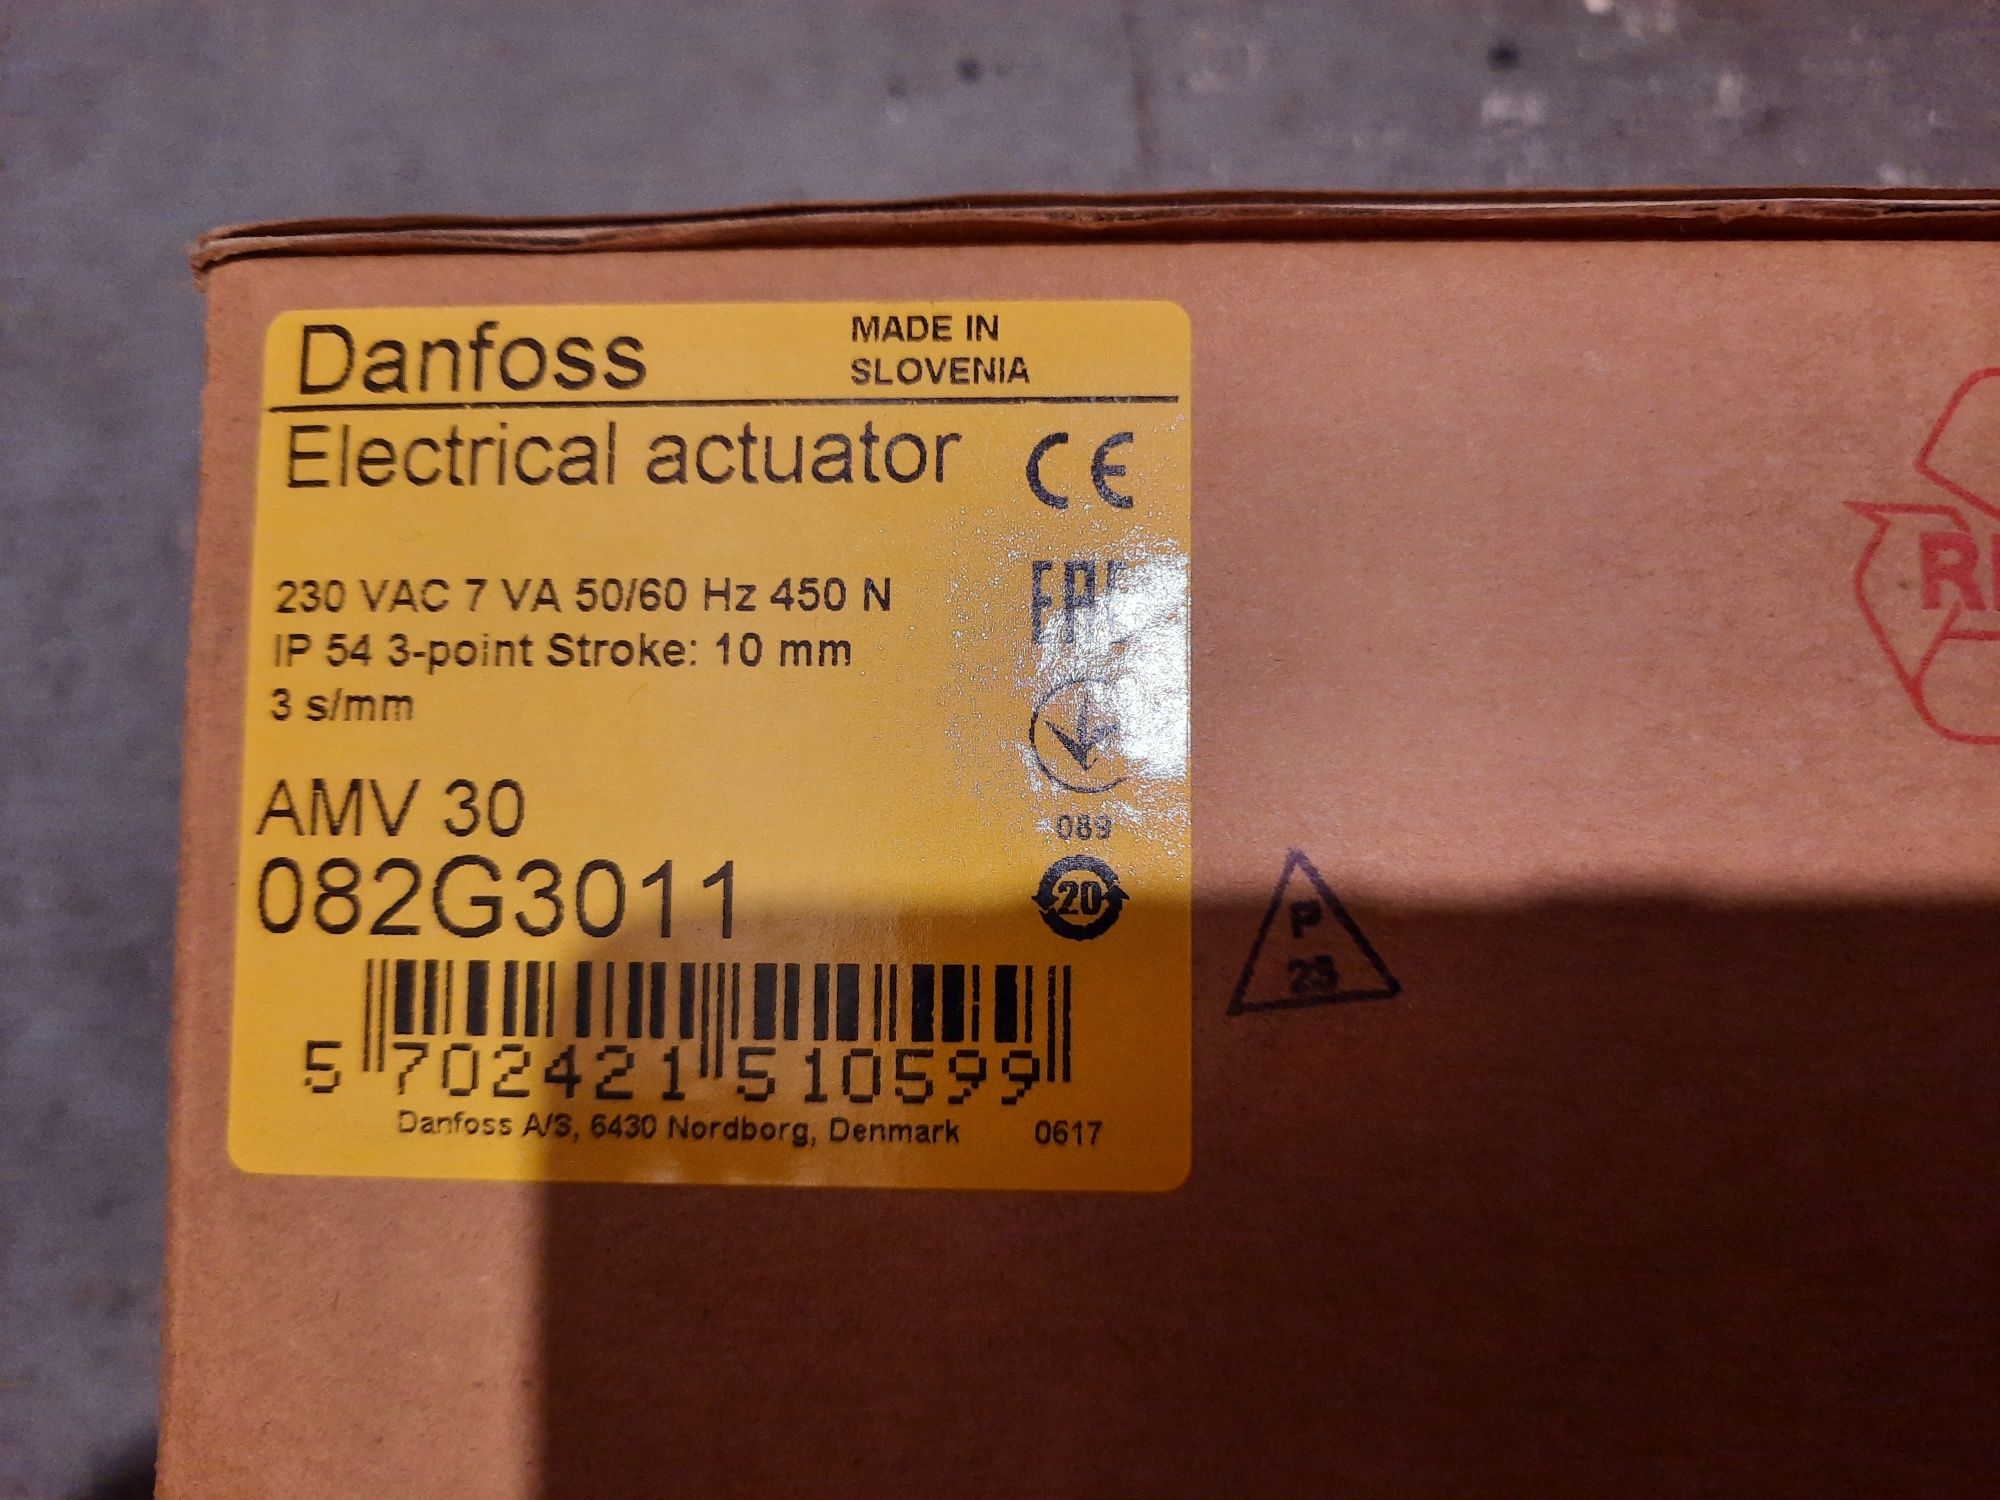 Danfoss
MADE IN
SLOVENIA
Electrical actuator
CE
230 VAC 7 VA 50/60 Hz 450 N
IP 54 3-point Stroke: 10 mm
3 s/mm
AMV 30
089
082G3011
20
5 702421 510599
Danfoss A/S, 6430 Nordborg, Denmark 0617
P